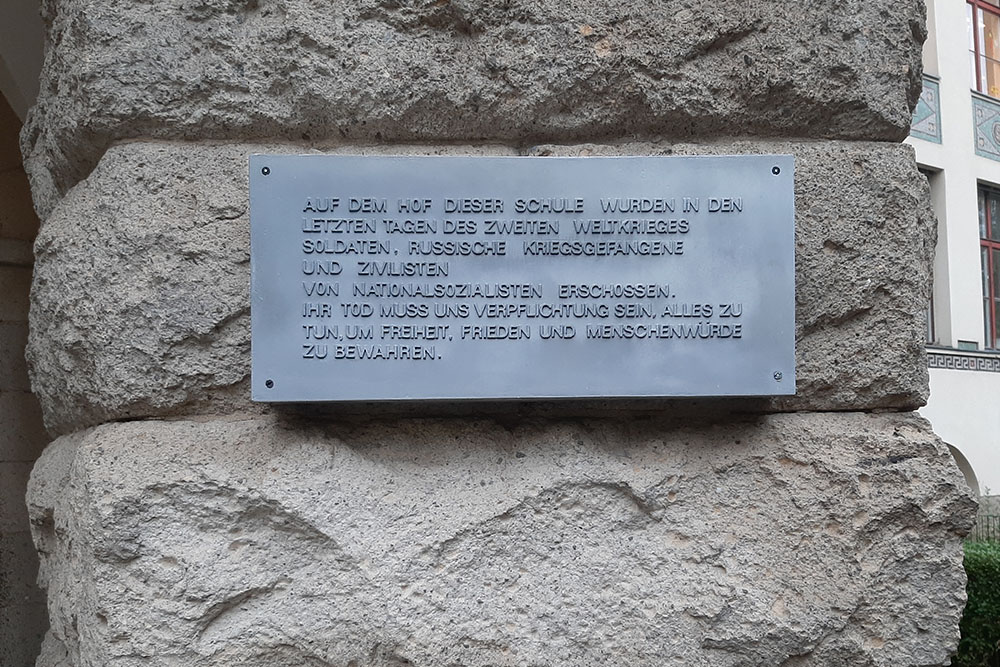 AUF DEM HOF DIESER SCHULE WURDEN IN DEN
LETZTEN TAGEN DES ZWEITEN WELTKRIEGES
SOLDATEN, RUSSISCHE KRIEGSGEFANGENE
UND ZIVILISTEN
VON NATIONALSOZIALISTEN ERSCHOSSEN.
IHR TOD MUSS UNS VERPFLICHTUNG SEIN, ALLES ZU
TUN, UM FREIHEIT, FRIEDEN UND MENSCHENWÜRDE
ZU BEWAHREN.